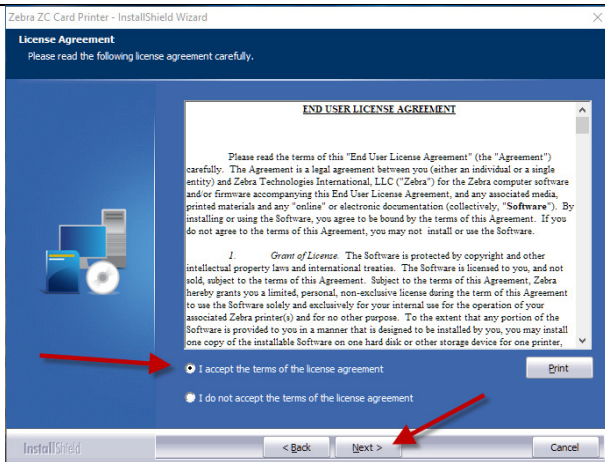 Zebra ZC Card Printer - InstallShield Wizard
License Agreement
Please read the following license agreement carefully.
END USER LICENSE AGREEMENT
Please read the terms of this "End User License Agreement" (the "Agreement")
carefully. The Agreement is a legal agreement between you (either an individual or a single
entity) and Zebra Technologies International, LLC ("Zebra") for the Zebra computer software
and/or firmware accompanying this End User License Agreement, and any associated media,
printed materials and any "online" or electronic documentation (collectively, "Software"). By
installing or using the Software, you agree to be bound by the terms of this Agreement. If you
do not agree to the terms of this Agreement, you may not install or use the Software.
1. Grant of License. The Software is protected by copyright and other
intellectual property laws and international treaties. The Software is licensed to you, and not
sold, subject to the terms of this Agreement. Subject to the terms of this Agreement, Zebra
hereby grants you a limited, personal, non-exclusive license during the term of this Agreement
to use the Software solely and exclusively for your internal use for the operation of your
associated Zebra printer(s) and for no other purpose. To the extent that any portion of the
Software is provided to you in a manner that is designed to be installed by you, you may install
one copy of the installable Software on one hard disk or other storage device for one printer,
I accept the terms of the license agreement
Print
I do not accept the terms of the license agreement
InstallShield
< Back
Next >
Cancel